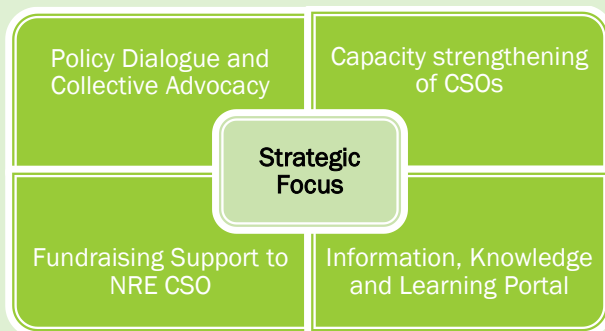 Policy Dialogue and
Collective Advocacy
Capacity strengthening
of CSOs
Strategic
Focus
Fundraising Support to
NRE CSO
Information, Knowledge
and Learning Portal